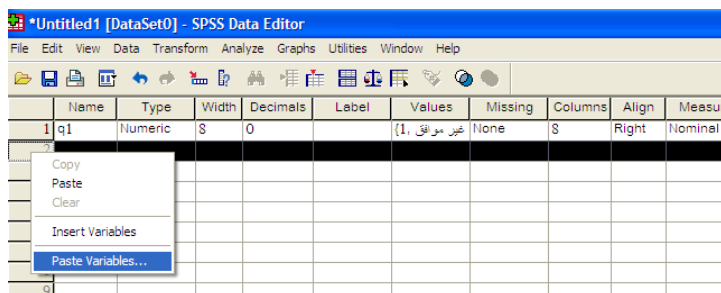 *Untitled1 [DataSet0] - SPSS Data Editor
File Edit View Data Transform Analyze Graphs Utilities Window Help
Name Type Width Decimals Label Values Missing Columns Align Measu
1 q1 Numeric 8 0 {1, غير موافق None 8 Right Nominal
2
Copy
Paste
Clear
Insert Variables
Paste Variables...
9